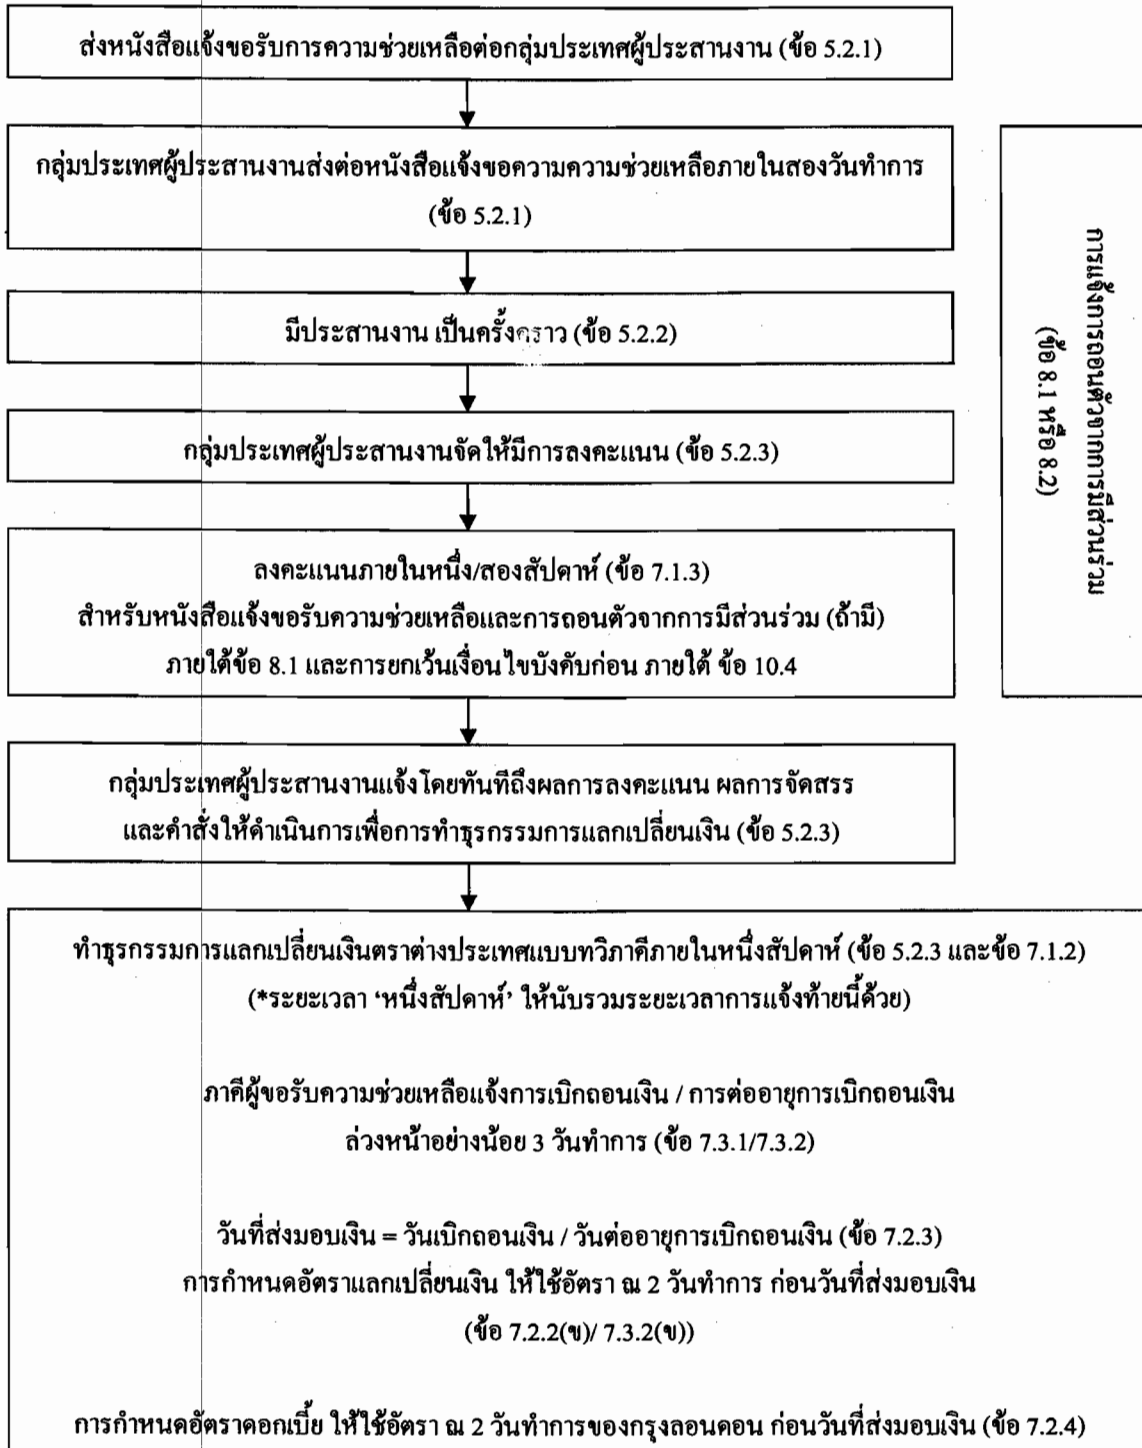 ส่งหนังสือแจ้งขอรับการความช่วยเหลือต่อกลุ่มประเทศผู้ประสานงาน (ข้อ 5.2.1)
กลุ่มประเทศผู้ประสานงานส่งต่อหนังสือแจ้งขอความความช่วยเหลือภายในสองวันทำการ
(ข้อ 5.2.1)
มีประสานงาน เป็นครั้งคราว (ข้อ 5.2.2)
กลุ่มประเทศผู้ประสานงานจัดให้มีการลงคะแนน (ข้อ 5.2.3)
ลงคะแนนภายในหนึ่ง/สองสัปดาห์ (ข้อ 7.1.3)
สำหรับหนังสือแจ้งขอรับความช่วยเหลือและการถอนตัวจากการมีส่วนร่วม (ถ้ามี)
ภายใต้ข้อ 8.1 และการยกเว้นเงื่อนไขบังคับก่อน ภายใต้ ข้อ 10.4
การแจ้งการถอนตัวจากการมีส่วนร่วม
(ข้อ 8.1 หรือ 8.2)
กลุ่มประเทศผู้ประสานงานแจ้งโดยทันทีถึงผลการลงคะแนน ผลการจัดสรร
และคำสั่งให้ดำเนินการเพื่อการทำธุรกรรมการแลกเปลี่ยนเงิน (ข้อ 5.2.3)
ทำธุรกรรมการแลกเปลี่ยนเงินตราต่างประเทศแบบทวิภาคีภายในหนึ่งสัปดาห์ (ข้อ 5.2.3 และข้อ 7.1.2)
(*ระยะเวลา ‘หนึ่งสัปดาห์’ ให้นับรวมระยะเวลาการแจ้งท้ายนี้ด้วย)
ภาคีผู้ขอรับความช่วยเหลือแจ้งการเบิกถอนเงิน / การต่ออายุการเบิกถอนเงิน
ล่วงหน้าอย่างน้อย 3 วันทำการ (ข้อ 7.3.1/7.3.2)
วันที่ส่งมอบเงิน = วันเบิกถอนเงิน / วันต่ออายุการเบิกถอนเงิน (ข้อ 7.2.3)
การกำหนดอัตราแลกเปลี่ยนเงิน ให้ใช้อัตรา ณ 2 วันทำการ ก่อนวันที่ส่งมอบเงิน
(ข้อ 7.2.2(ข)/ 7.3.2(ข))
การกำหนดอัตราดอกเบี้ย ให้ใช้อัตรา ณ 2 วันทำการของกรุงลอนดอน ก่อนวันที่ส่งมอบเงิน (ข้อ 7.2.4)